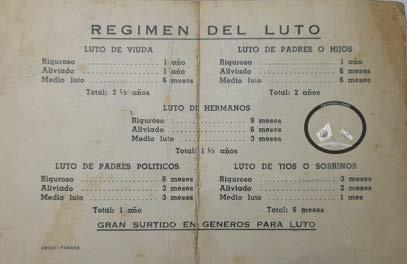 REGIMEN DEL LUTO
LUTO DE VIUDA
Riguroso ............ 1 año
Aliviado ............ 1 año
Medio luto ......... 6 meses
Total: 2 ½ años
LUTO DE PADRES O HIJOS
Riguroso ............ 1 año
Aliviado ............ 6 meses
Medio luto ......... 6 meses
Total: 2 años
LUTO DE HERMANOS
Riguroso ............ 9 meses
Aliviado ............ 6 meses
Medio luto ......... 3 meses
Total: 1 ½ años
LUTO DE PADRES POLITICOS
Riguroso ............ 6 meses
Aliviado ............ 3 meses
Medio luto ......... 3 meses
Total: 1 año
LUTO DE TIOS O SOBRINOS
Riguroso ............ 3 meses
Aliviado ............ 2 meses
Medio luto ......... 1 mes
Total: 6 meses
GRAN SURTIDO EN GENEROS PARA LUTO